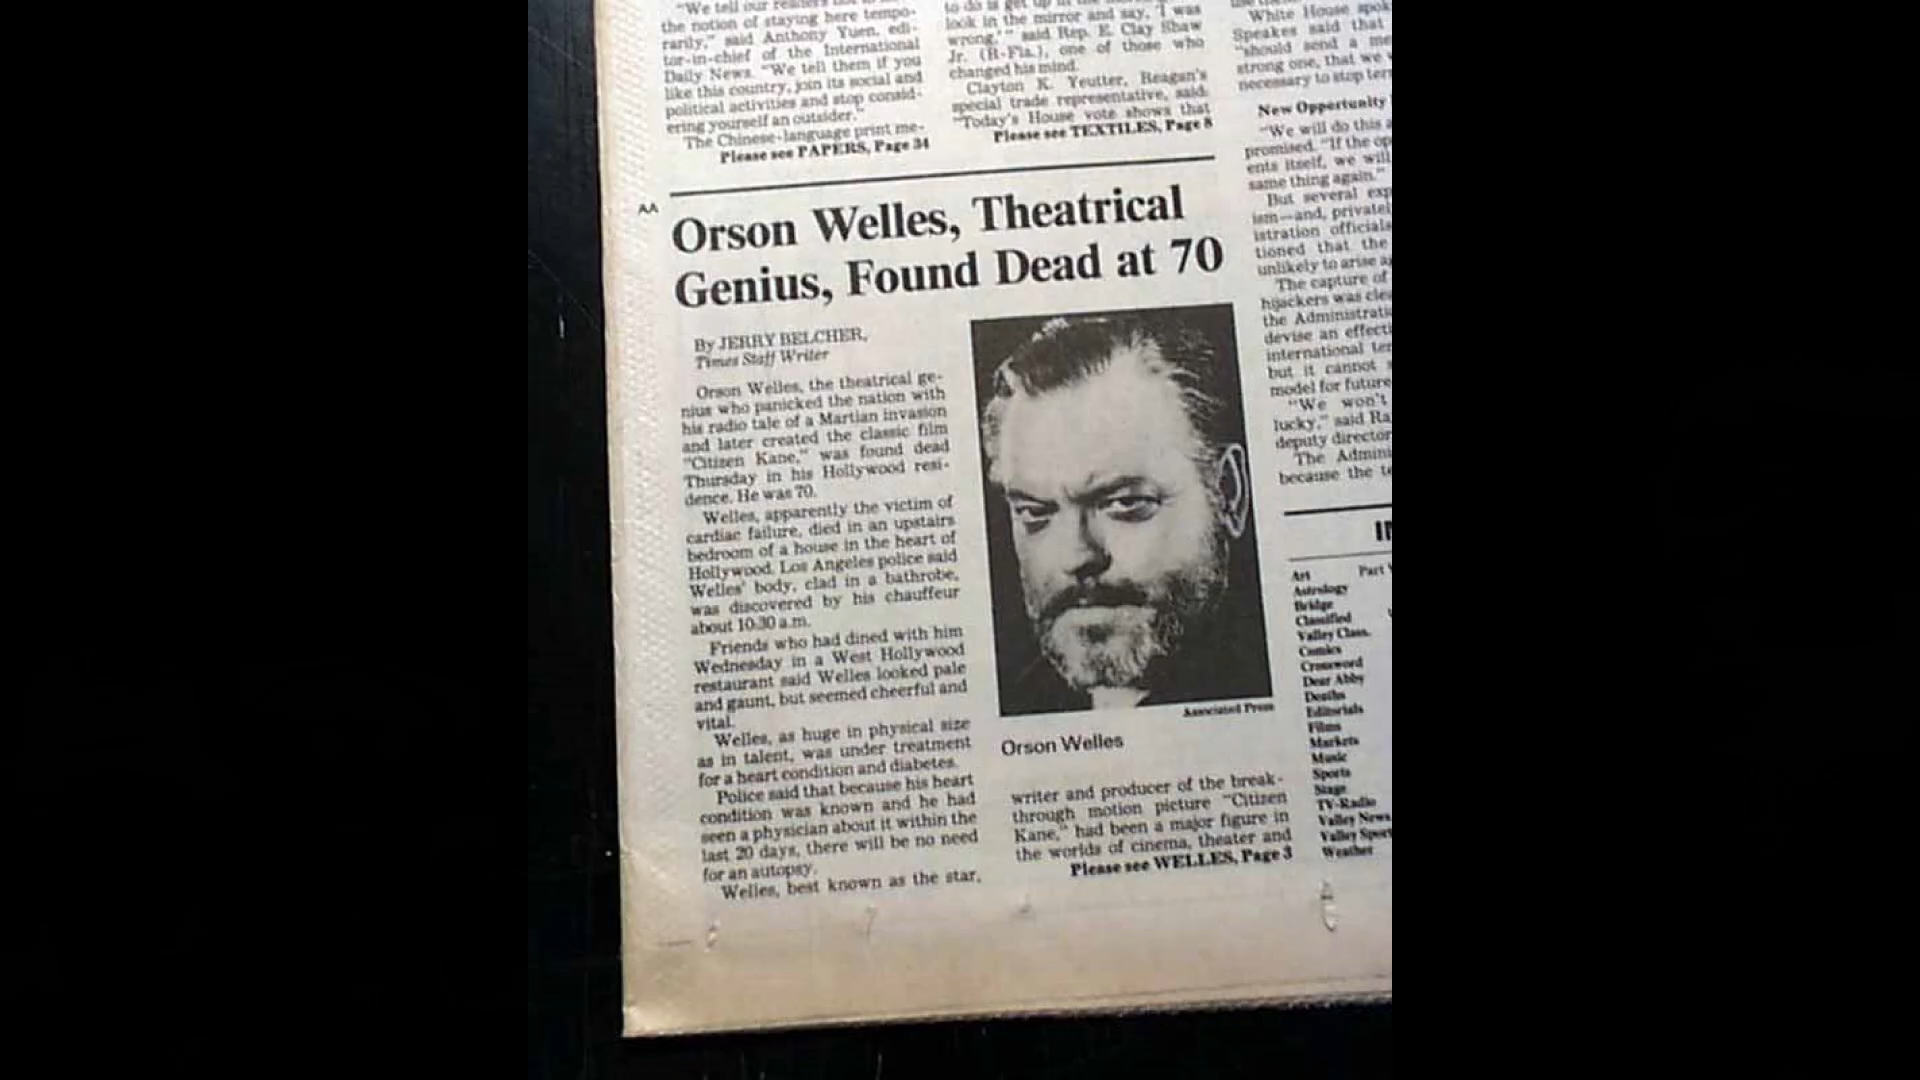 "We tell our readers not to
the notion of staying here tempo-
rarily," said Anthony Yuen, edi-
tor-in-chief of the International
Daily News. "We tell them if you
like this country, join its social and
political activities and stop consid-
ering yourself an outsider."
The Chinese-language print me-
Please see PAPERS, Page 34
to do is get up in the mirror and
look in the mirror and say, 'I was
wrong,' " said Rep. E. Clay Shaw
Jr. (R-Fla.), one of those who
changed his mind.
Clayton K. Yeutter, Reagan's
special trade representative, said:
"Today's House vote shows that
Please see TEXTILES, Page 8
White House spok
Speakes said that
"should send a me
strong one, that we
necessary to stop terr
New Opportunity
"We will do this a
promised. "If the op
ents itself, we will
same thing again."
But several exp
ism—and, privatel
istration officials
tioned that the
unlikely to arise a
The capture of
hijackers was clea
the Administrati
devise an effecti
international ter
but it cannot
model for future
"We won't
lucky," said Ra
deputy director
The Admini
because the te
AA
Orson Welles, Theatrical
Genius, Found Dead at 70
By JERRY BELCHER,
Times Staff Writer
Orson Welles, the theatrical ge-
nius who panicked the nation with
his radio tale of a Martian invasion
and later created the classic film
"Citizen Kane," was found dead
Thursday in his Hollywood resi-
dence. He was 70.
Welles, apparently the victim of
cardiac failure, died in an upstairs
bedroom of a house in the heart of
Hollywood. Los Angeles police said
Welles' body, clad in a bathrobe,
was discovered by his chauffeur
about 10:30 a.m.
Friends who had dined with him
Wednesday in a West Hollywood
restaurant said Welles looked pale
and gaunt, but seemed cheerful and
vital.
Welles, as huge in physical size
as in talent, was under treatment
for a heart condition and diabetes.
Police said that because his heart
condition was known and he had
seen a physician about it within the
last 20 days, there will be no need
for an autopsy.
Welles, best known as the star,
Associated Press
Orson Welles
writer and producer of the break-
through motion picture "Citizen
Kane," had been a major figure in
the worlds of cinema, theater and
Please see WELLES, Page 3
IN
Art Part V
Astrology
Bridge
Classified
Valley Class.
Comics
Crossword
Dear Abby
Deaths
Editorials
Films
Markets
Music
Sports
Stage
TV-Radio
Valley News
Valley Sport
Weather